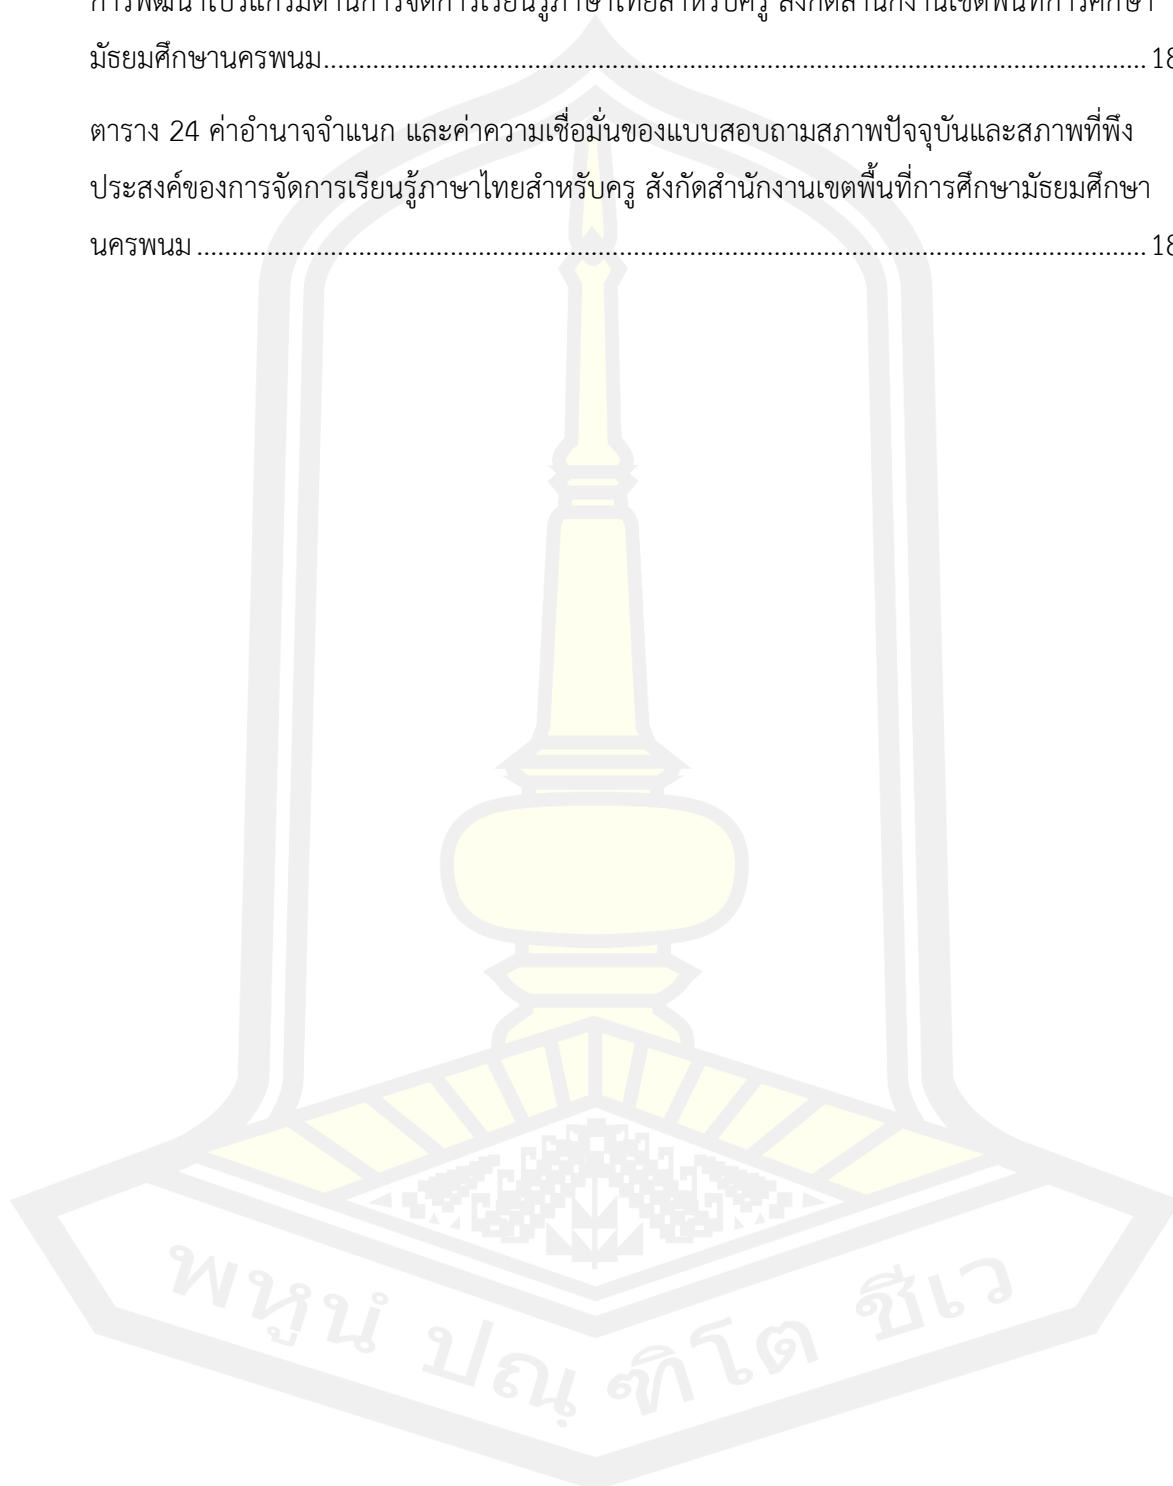 การพัฒนาโปรแกรมด้านการจัดการเรียนรู้ภาษาไทยสำหรับครู สังกัดสำนักงานเขตพื้นที่การศึกษา
มัธยมศึกษานครพนม.......................................................................................................................18
ตาราง 24 ค่าอำนาจจำแนก และค่าความเชื่อมั่นของแบบสอบถามสภาพปัจจุบันและสภาพที่พึง
ประสงค์ของการจัดการเรียนรู้ภาษาไทยสำหรับครู สังกัดสำนักงานเขตพื้นที่การศึกษามัธยมศึกษา
นครพนม.......................................................................................................................................18
พหูนํ ปณฺฑิโต ชีเว